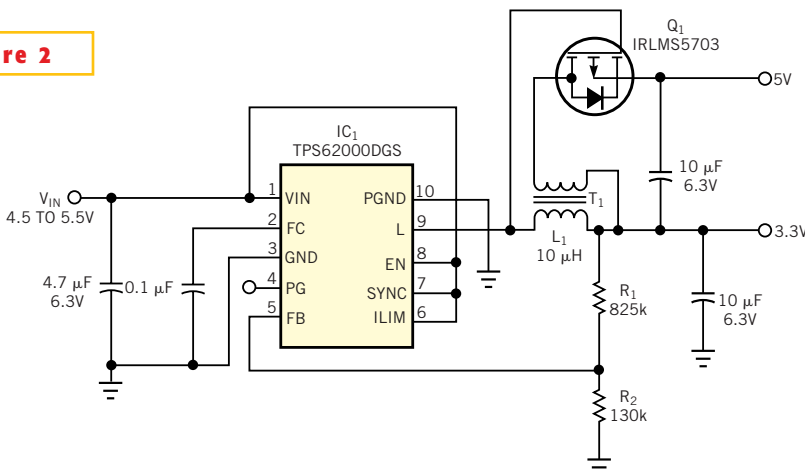 re 2
Q1
IRLMS5703
5V
IC1
TPS62000DGS
VIN
4.5 TO 5.5V
1 VIN
2 FC
3 GND
4 PG
5 FB
PGND 10
L 9
EN 8
SYNC 7
ILIM 6
4.7 µF
6.3V
0.1 µF
T1
L1
10 µH
10 µF
6.3V
3.3V
R1
825k
10 µF
6.3V
R2
130k